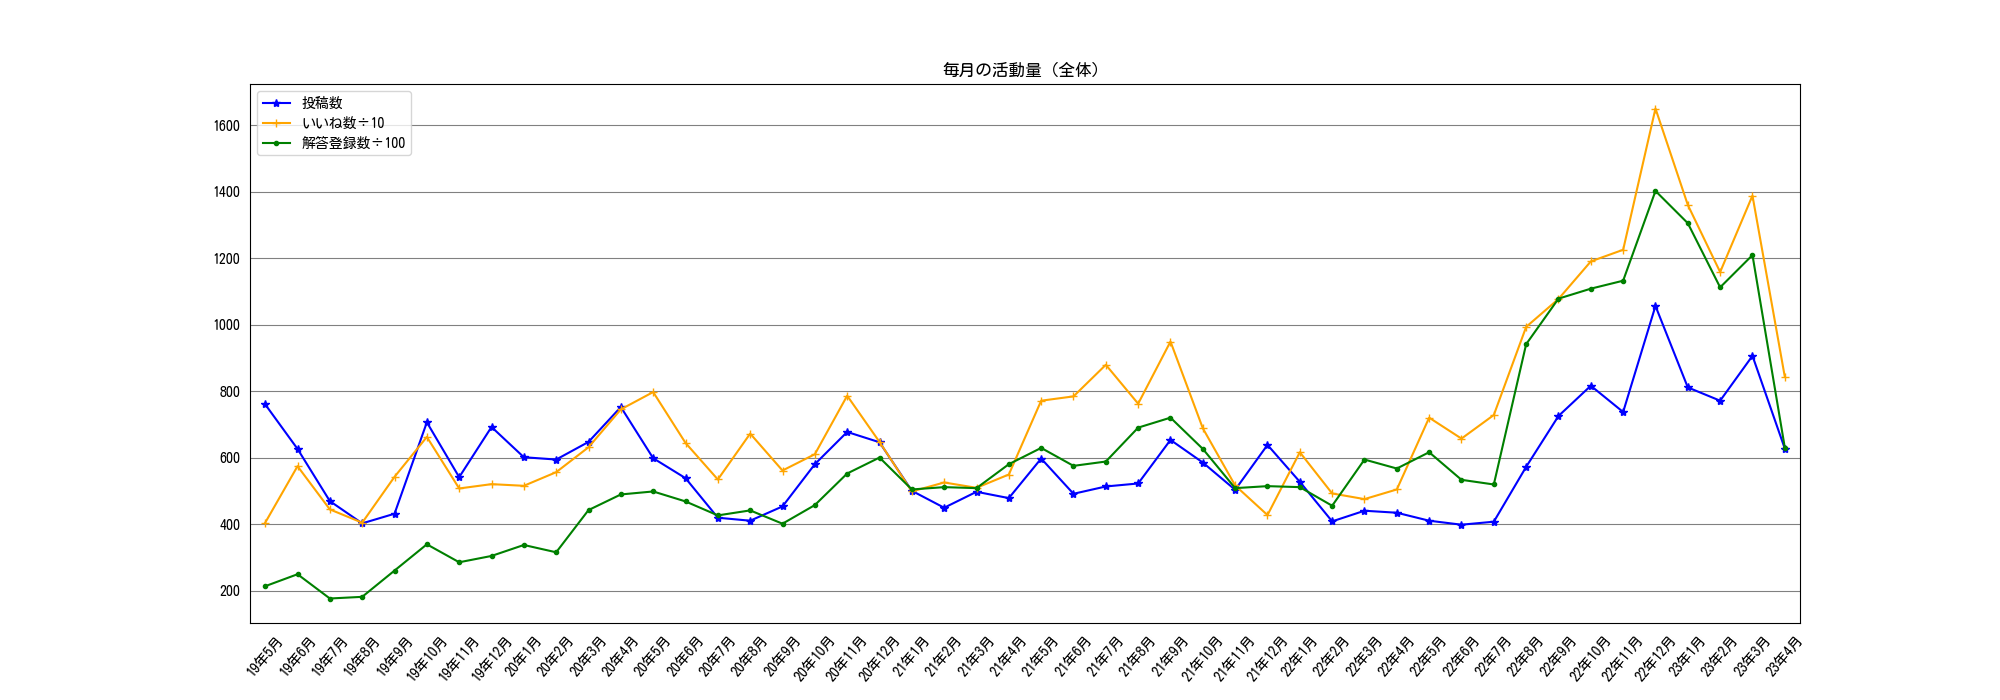 毎月の活動量（全体）
投稿数
いいね数÷10
解答登録数÷100
1600
1400
1200
1000
800
600
400
200
19年5月
19年6月
19年7月
19年8月
19年9月
19年10月
19年11月
19年12月
20年1月
20年2月
20年3月
20年4月
20年5月
20年6月
20年7月
20年8月
20年9月
20年10月
20年11月
20年12月
21年1月
21年2月
21年3月
21年4月
21年5月
21年6月
21年7月
21年8月
21年9月
21年10月
21年11月
21年12月
22年1月
22年2月
22年3月
22年4月
22年5月
22年6月
22年7月
22年8月
22年9月
22年10月
22年11月
22年12月
23年1月
23年2月
23年3月
23年4月